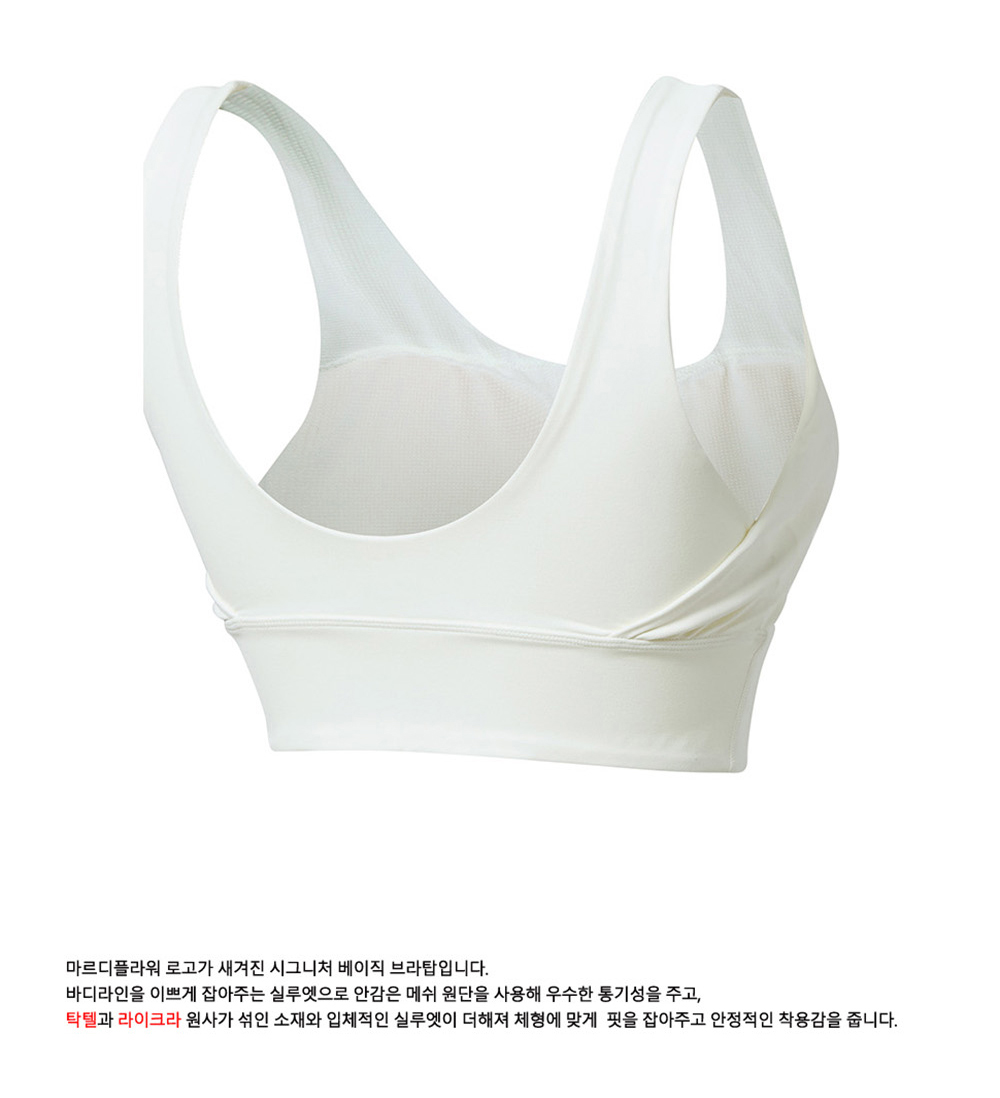 마르디플라워 로고가 새겨진 시그니처 베이직 브라탑입니다.
바디라인을 이쁘게 잡아주는 실루엣으로 안감은 메쉬 원단을 사용해 우수한 통기성을 주고,
탁텔과 라이크라 원사가 섞인 소재와 입체적인 실루엣이 더해져 체형에 맞게 핏을 잡아주고 안정적인 착용감을 줍니다.